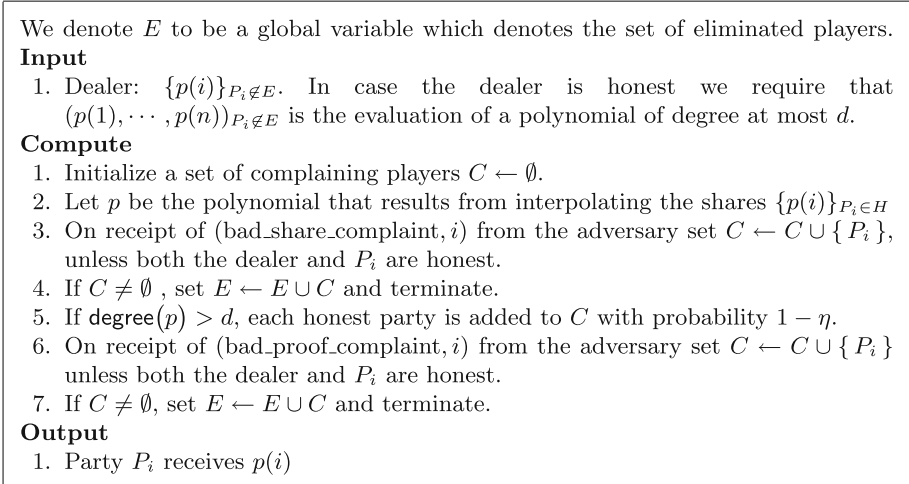 We denote E to be a global variable which denotes the set of eliminated players.
Input
1. Dealer: {p(i)}_{P_i∉E}. In case the dealer is honest we require that
(p(1), ⋯ , p(n))_{P_i∉E} is the evaluation of a polynomial of degree at most d.
Compute
1. Initialize a set of complaining players C ← ∅.
2. Let p be the polynomial that results from interpolating the shares {p(i)}_{P_i∈H}
3. On receipt of (bad_share_complaint, i) from the adversary set C ← C ∪ { P_i },
unless both the dealer and P_i are honest.
4. If C ≠ ∅ , set E ← E ∪ C and terminate.
5. If degree(p) > d, each honest party is added to C with probability 1 − η.
6. On receipt of (bad_proof_complaint, i) from the adversary set C ← C ∪ { P_i }
unless both the dealer and P_i are honest.
7. If C ≠ ∅, set E ← E ∪ C and terminate.
Output
1. Party P_i receives p(i)